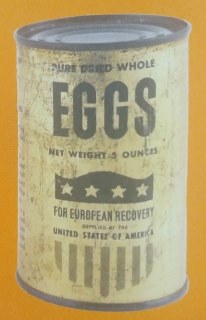 PURE DRIED WHOLE
EGGS
NET WEIGHT 5 OUNCES
FOR EUROPEAN RECOVERY
SUPPLIED BY THE
UNITED STATES OF AMERICA